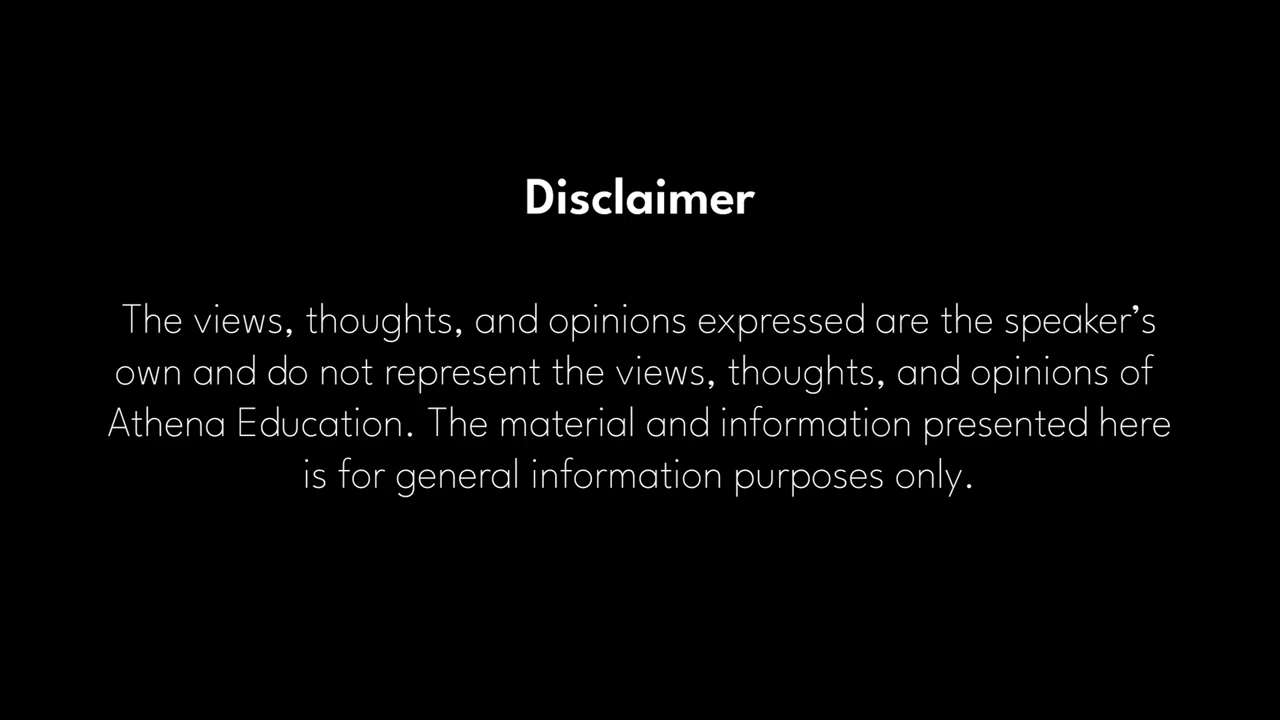 Disclaimer
The views, thoughts, and opinions expressed are the speaker’s
own and do not represent the views, thoughts, and opinions of
Athena Education. The material and information presented here
is for general information purposes only.